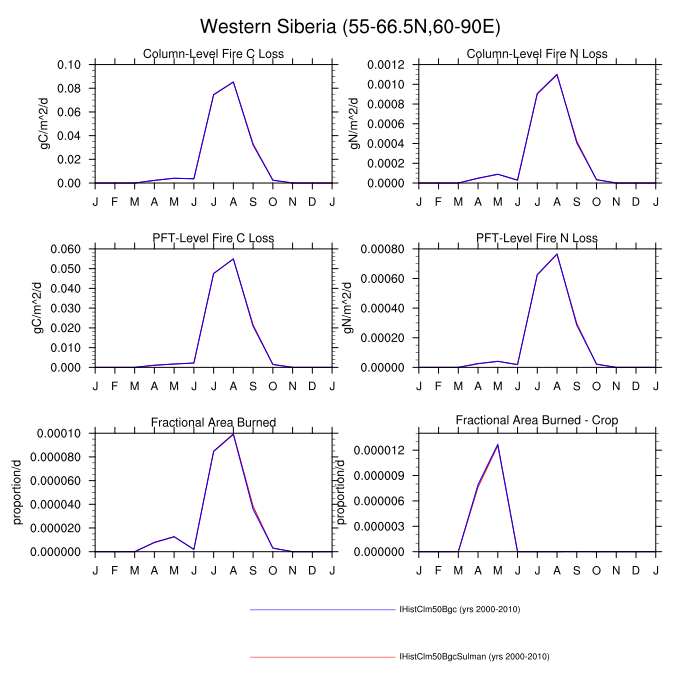 Western Siberia (55-66.5N,60-90E)
Column-Level Fire C Loss
gC/m^2/d
0.10
0.08
0.06
0.04
0.02
0.00
J F M A M J J A S O N D J
Column-Level Fire N Loss
gN/m^2/d
0.0012
0.0010
0.0008
0.0006
0.0004
0.0002
0.0000
J F M A M J J A S O N D J
PFT-Level Fire C Loss
gC/m^2/d
0.060
0.050
0.040
0.030
0.020
0.010
0.000
J F M A M J J A S O N D J
PFT-Level Fire N Loss
gN/m^2/d
0.00080
0.00060
0.00040
0.00020
0.00000
J F M A M J J A S O N D J
Fractional Area Burned
proportion/d
0.00010
0.000080
0.000060
0.000040
0.000020
0.000000
J F M A M J J A S O N D J
Fractional Area Burned - Crop
proportion/d
0.000012
0.000009
0.000006
0.000003
0.000000
J F M A M J J A S O N D J
IHistClm50Bgc (yrs 2000-2010)
IHistClm50BgcSulman (yrs 2000-2010)